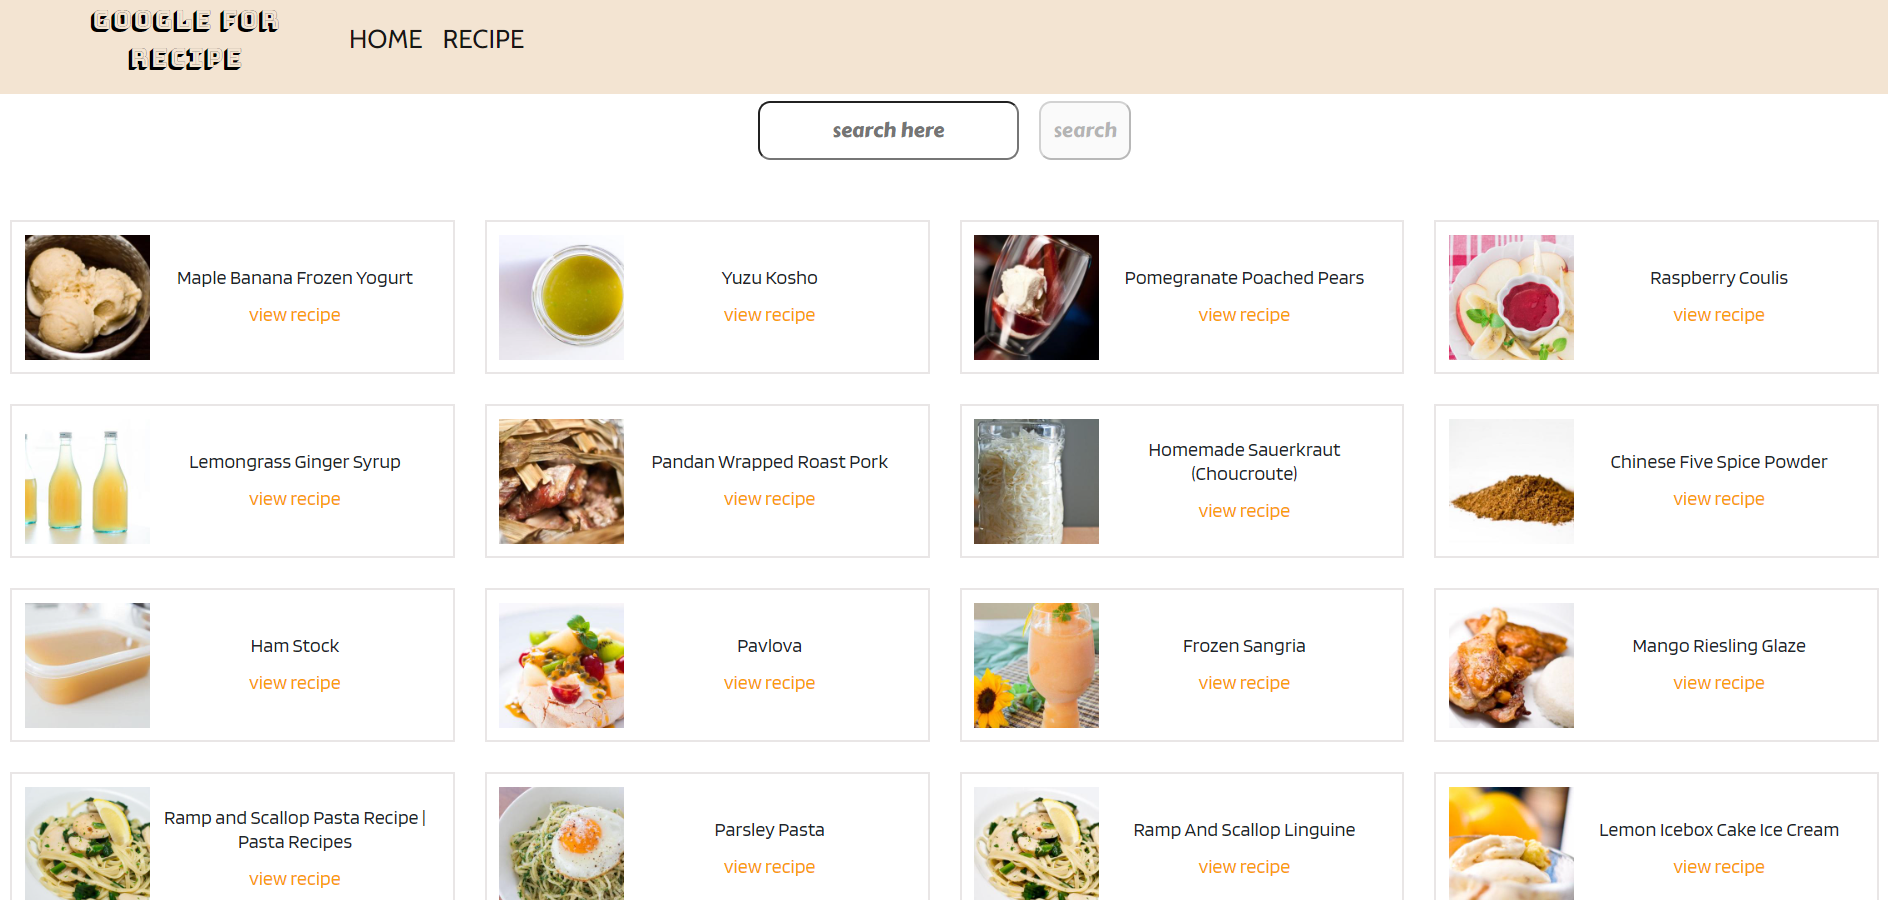 GOOGLE FOR
RECIPE
HOME RECIPE
search here search
Maple Banana Frozen Yogurt
view recipe
Yuzu Kosho
view recipe
Pomegranate Poached Pears
view recipe
Raspberry Coulis
view recipe
Lemongrass Ginger Syrup
view recipe
Pandan Wrapped Roast Pork
view recipe
Homemade Sauerkraut
(Choucroute)
view recipe
Chinese Five Spice Powder
view recipe
Ham Stock
view recipe
Pavlova
view recipe
Frozen Sangria
view recipe
Mango Riesling Glaze
view recipe
Ramp and Scallop Pasta Recipe |
Pasta Recipes
view recipe
Parsley Pasta
view recipe
Ramp And Scallop Linguine
view recipe
Lemon Icebox Cake Ice Cream
view recipe